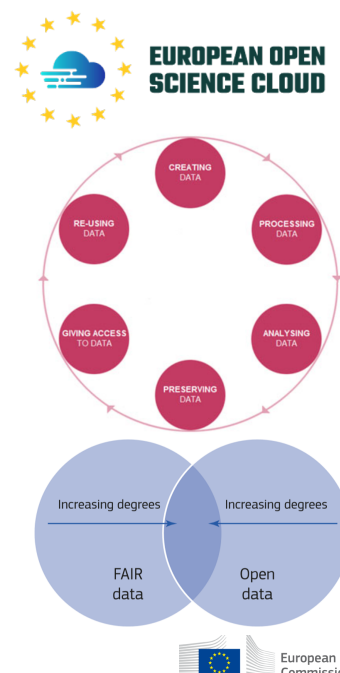 EUROPEAN OPEN
SCIENCE CLOUD
CREATING
DATA
PROCESSING
DATA
ANALYSING
DATA
PRESERVING
DATA
GIVING ACCESS
TO DATA
RE-USING
DATA
Increasing degrees
Increasing degrees
FAIR
data
Open
data
European